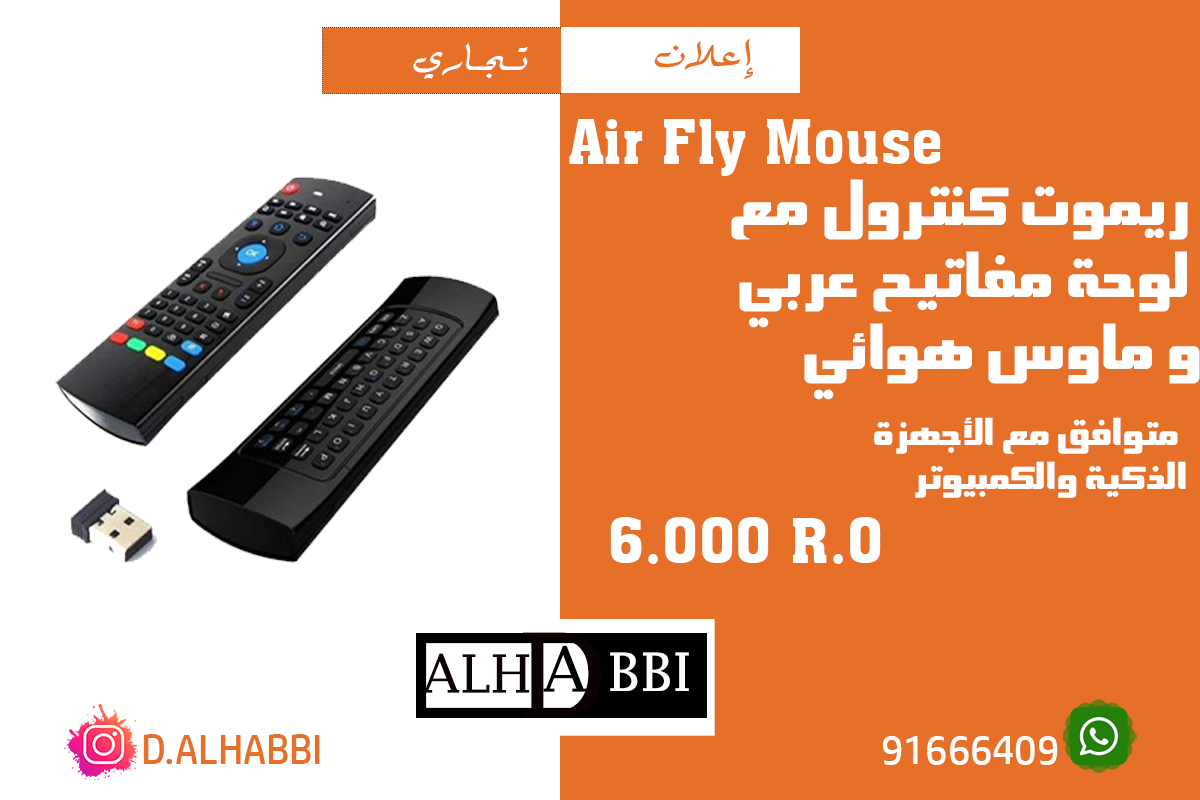 إعلان تجاري
Air Fly Mouse
ريموت كنترول مع
لوحة مفاتيح عربي
و ماوس هوائي
متوافق مع الأجهزة
الذكية والكمبيوتر
6.000 R.O
ALHABBI
D.ALHABBI
91666409